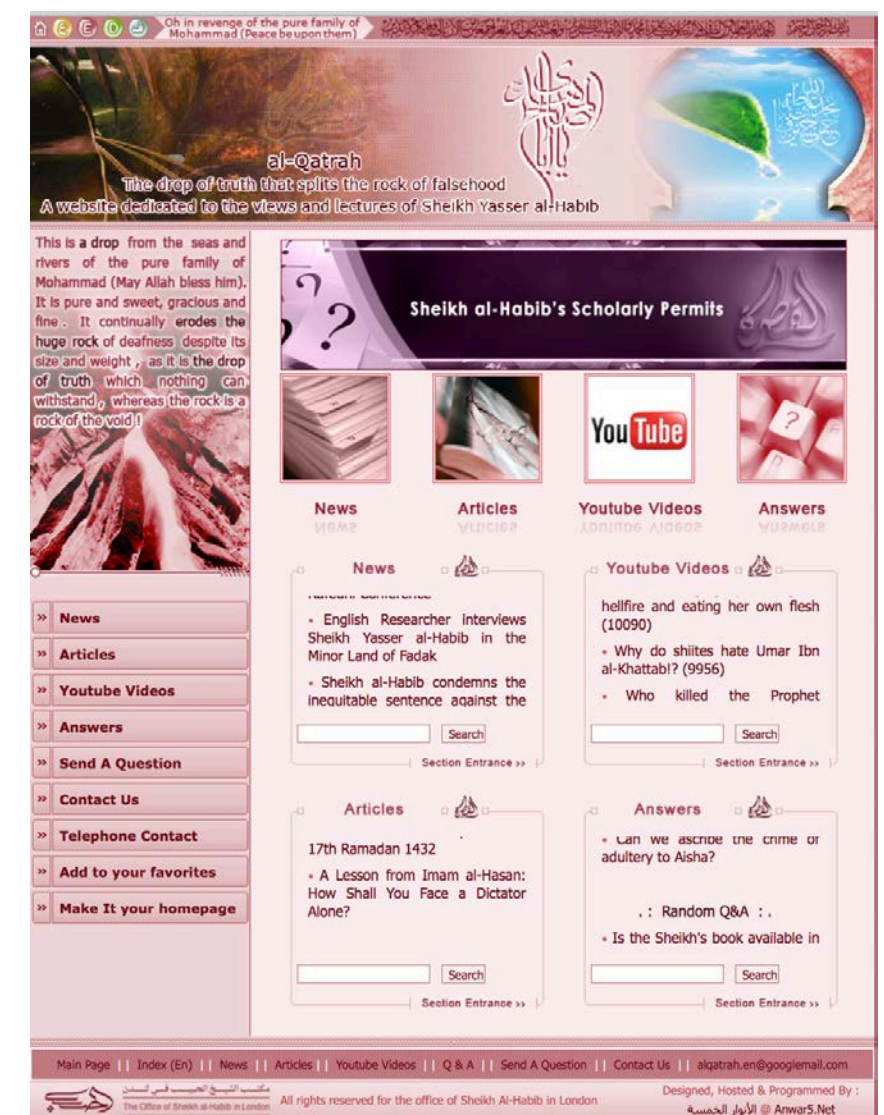 Oh in revenge of the pure family of
Mohammad (Peace be upon them)
al-Qatrah
The drop of truth that splits the rock of falsehood
A website dedicated to the views and lectures of Sheikh Yasser al-Habib
This is a drop from the seas and
rivers of the pure family of
Mohammad (May Allah bless him).
It is pure and sweet, gracious and
fine . It continually erodes the
huge rock of deafness despite its
size and weight , as it is the drop
of truth which nothing can
withstand , whereas the rock is a
rock of the void !
» News
» Articles
» Youtube Videos
» Answers
» Send A Question
» Contact Us
» Telephone Contact
» Add to your favorites
» Make It your homepage
Sheikh al-Habib's Scholarly Permits
You Tube
?
News
Articles
Youtube Videos
Answers
News
• English Researcher interviews
Sheikh Yasser al-Habib in the
Minor Land of Fadak
• Sheikh al-Habib condemns the
inequitable sentence against the
Search
Section Entrance >>
Youtube Videos
hellfire and eating her own flesh
(10090)
• Why do shiites hate Umar Ibn
al-Khattab!? (9956)
• Who killed the Prophet
Search
Section Entrance >>
Articles
17th Ramadan 1432
• A Lesson from Imam al-Hasan:
How Shall You Face a Dictator
Alone?
Search
Section Entrance >>
Answers
• Can we ascribe the crime of
adultery to Aisha?
. : Random Q&A : .
• Is the Sheikh's book available in
Search
Section Entrance >>
Main Page || Index (En) || News || Articles || Youtube Videos || Q & A || Send A Question || Contact Us || alqatrah.en@googlemail.com
مكتب الشيخ الحبيب في لندن
The Office of Sheikh al-Habib in London
All rights reserved for the office of Sheikh Al-Habib in London
Designed, Hosted & Programmed By :
الأنوار الخمسة @ Anwar5.Net